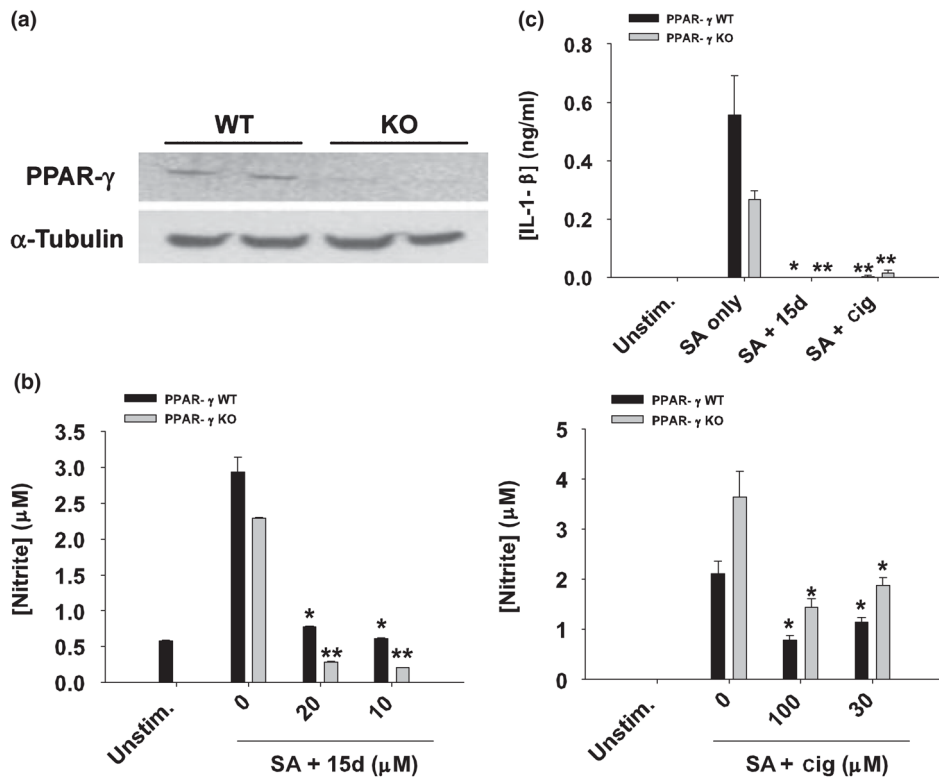 (a)
WT KO
PPAR-γ
α-Tubulin
(c)
PPAR- γ WT
PPAR- γ KO
[IL-1- β] (ng/ml)
0.8
0.6
0.4
0.2
0.0
* ** ** **
Unstim. SA only SA + 15d SA + cig
(b)
PPAR- γ WT
PPAR- γ KO
[Nitrite] (μM)
3.5
3.0
2.5
2.0
1.5
1.0
0.5
0.0
* ** * **
Unstim. 0 20 10
SA + 15d (μM)
PPAR- γ WT
PPAR- γ KO
[Nitrite] (μM)
5
4
3
2
1
0
* * * *
0 100 30
SA + cig (μM)